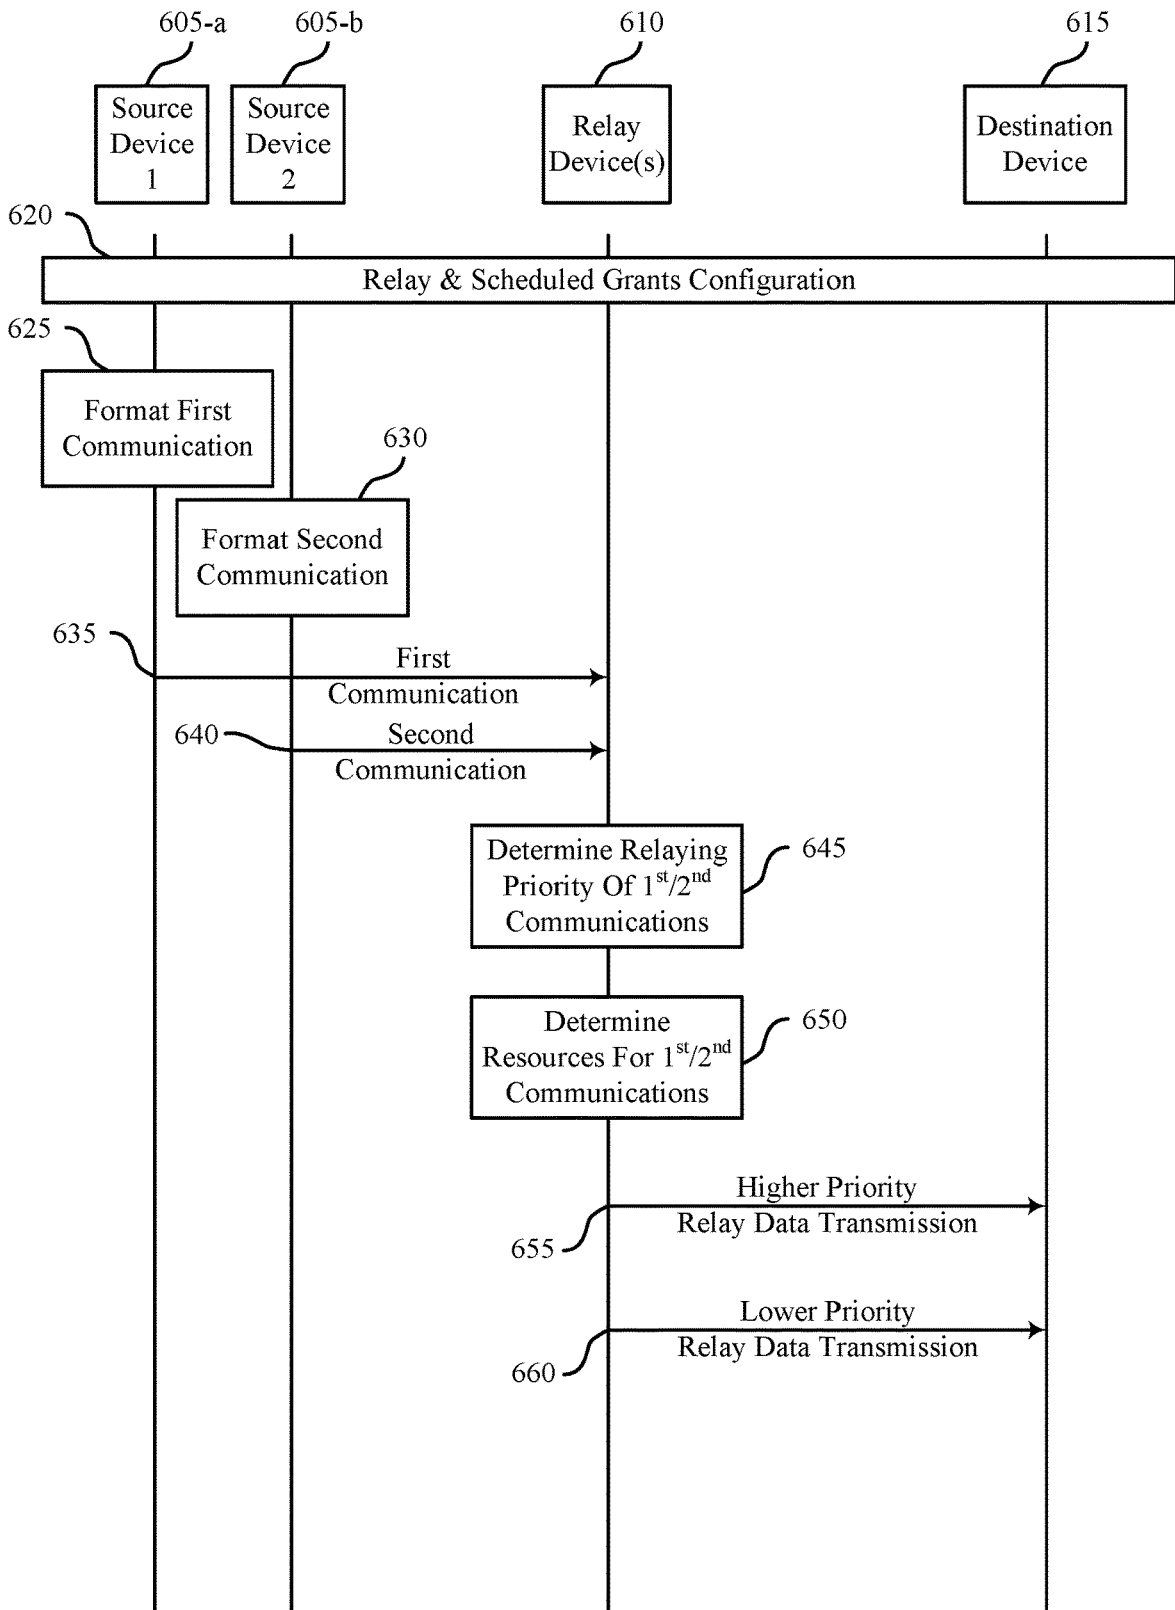 605-a
605-b
610
615
Source
Device
1
Source
Device
2
Relay
Device(s)
Destination
Device
620
Relay & Scheduled Grants Configuration
625
Format First
Communication
630
Format Second
Communication
635
First
Communication
640
Second
Communication
Determine Relaying
Priority Of 1st/2nd
Communications
645
Determine
Resources For 1st/2nd
Communications
650
Higher Priority
Relay Data Transmission
655
Lower Priority
Relay Data Transmission
660